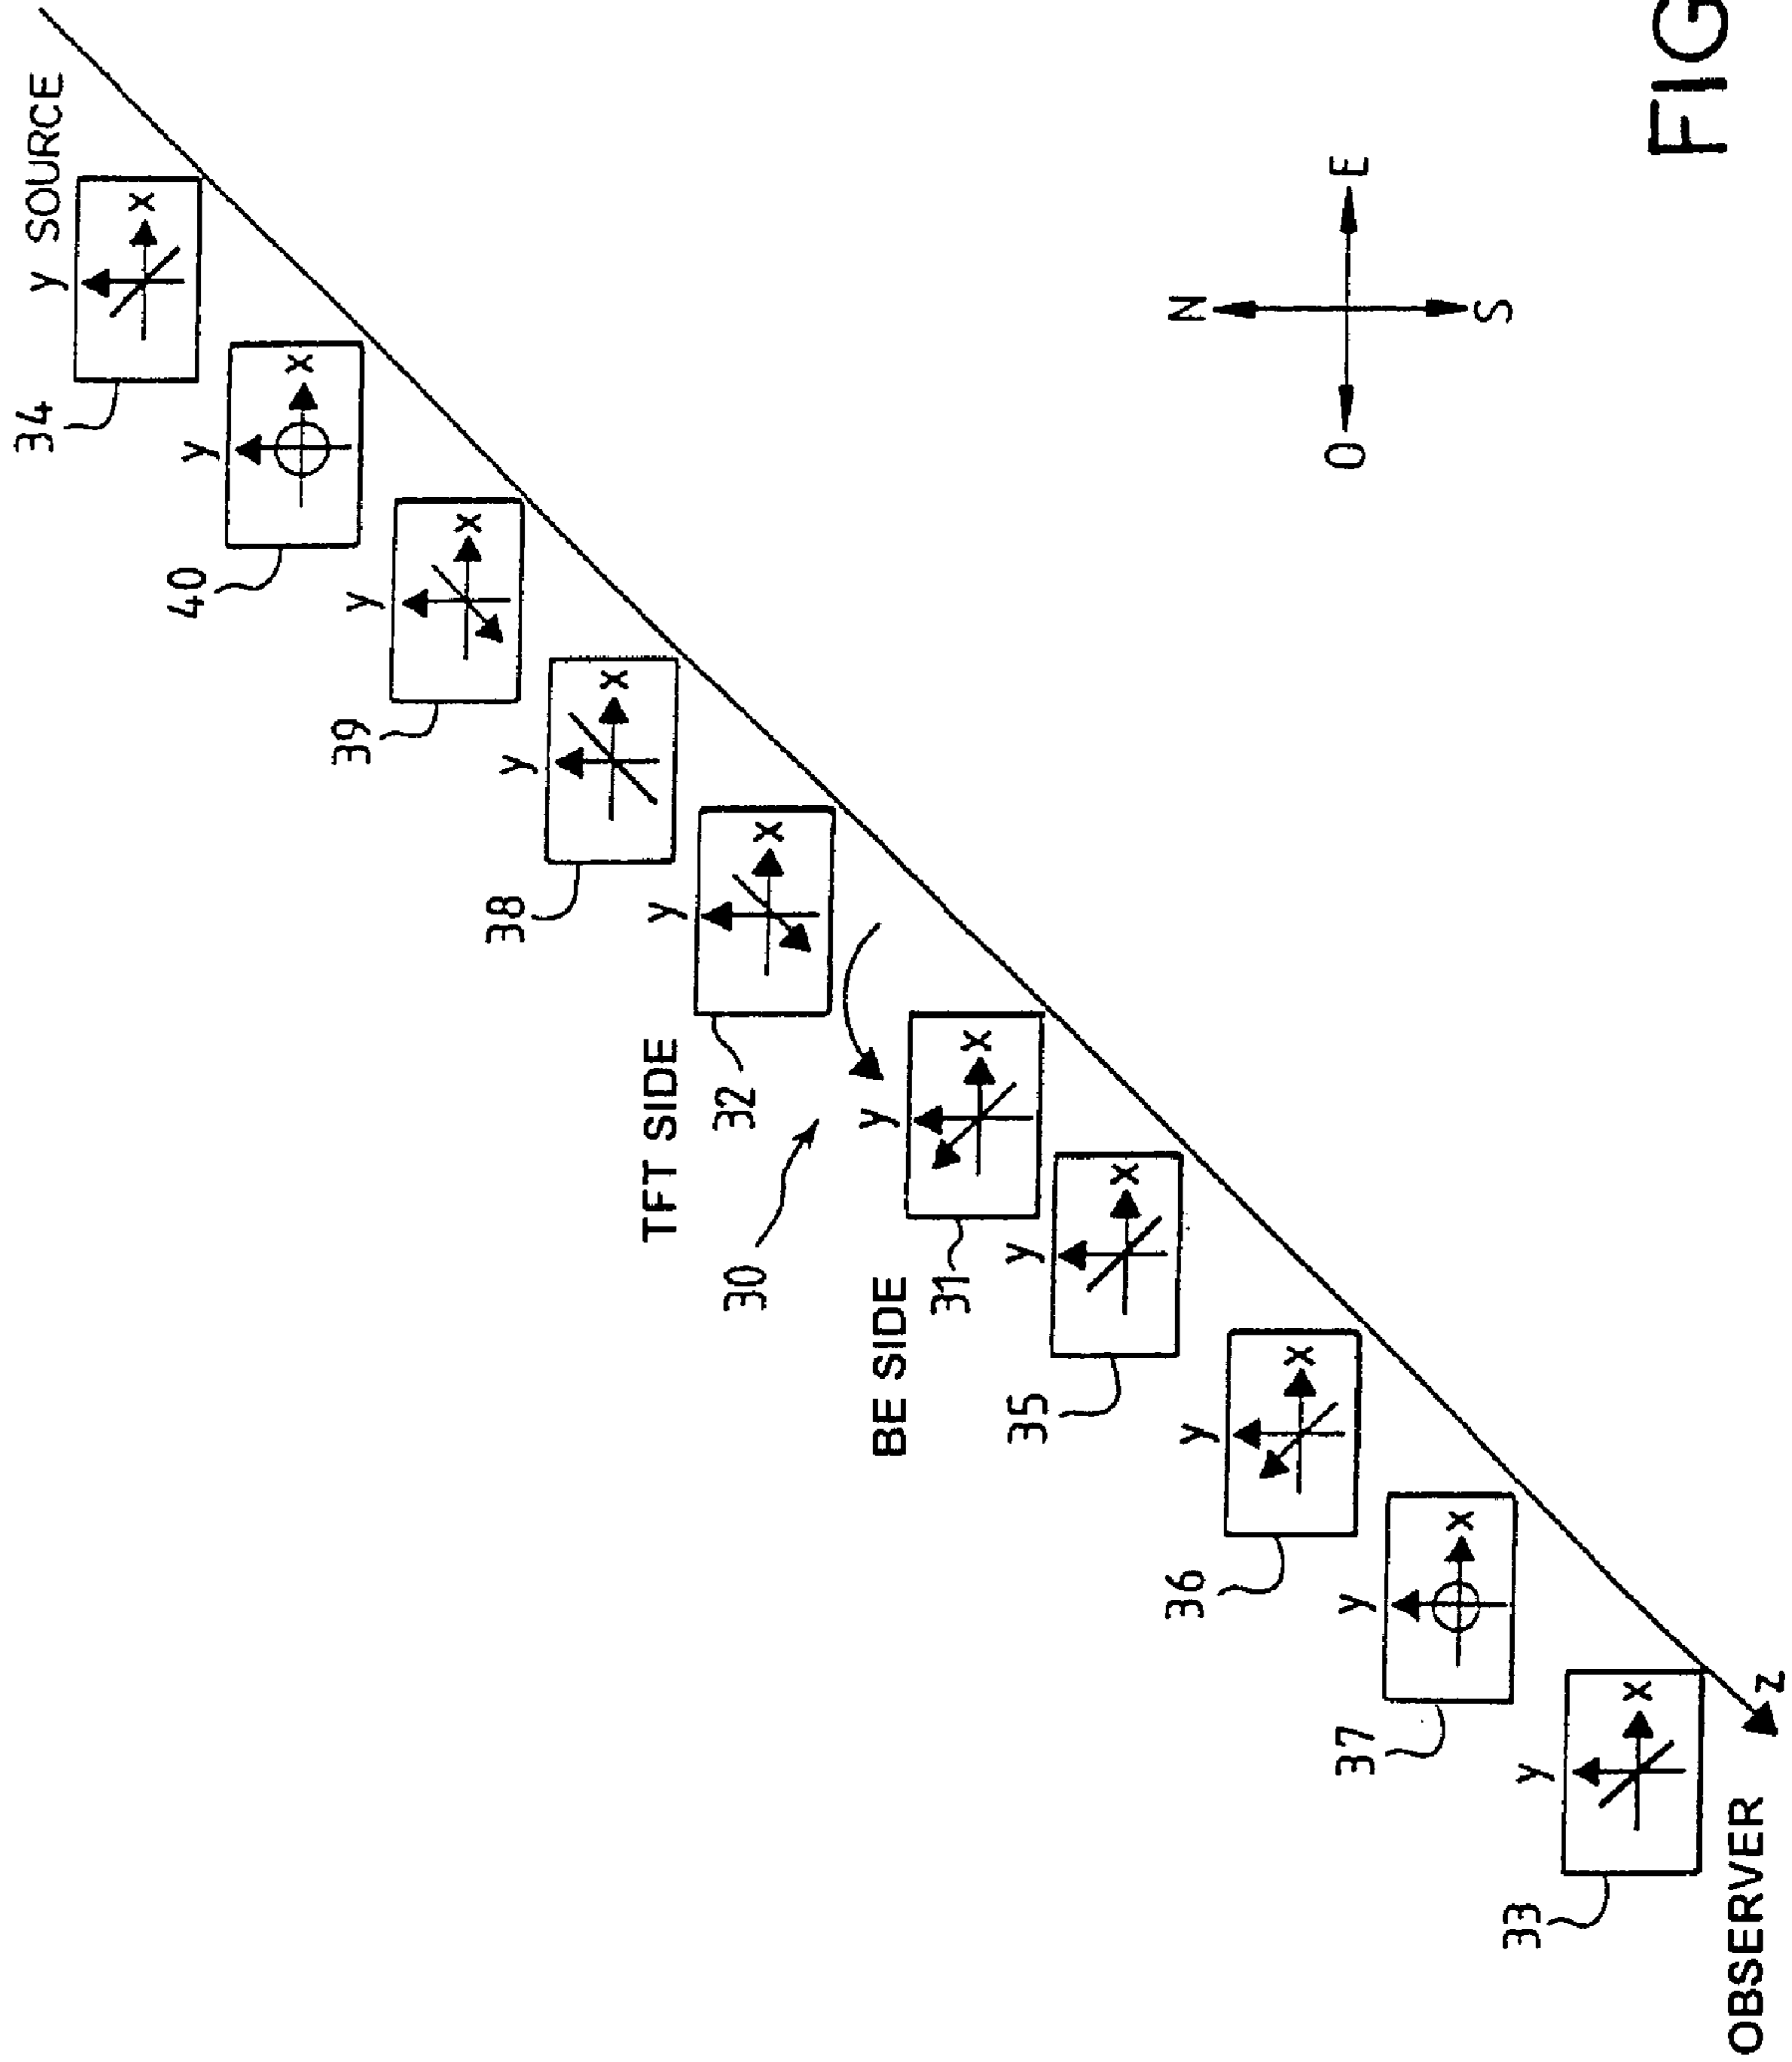 y SOURCE
x
34
y
x
40
y
x
39
y
x
38
y
x
TFT SIDE
32
30
y
x
BE SIDE
31
y
x
35
y
x
36
y
x
37
y
x
33
OBSERVER
z
N
O
E
S
FIG